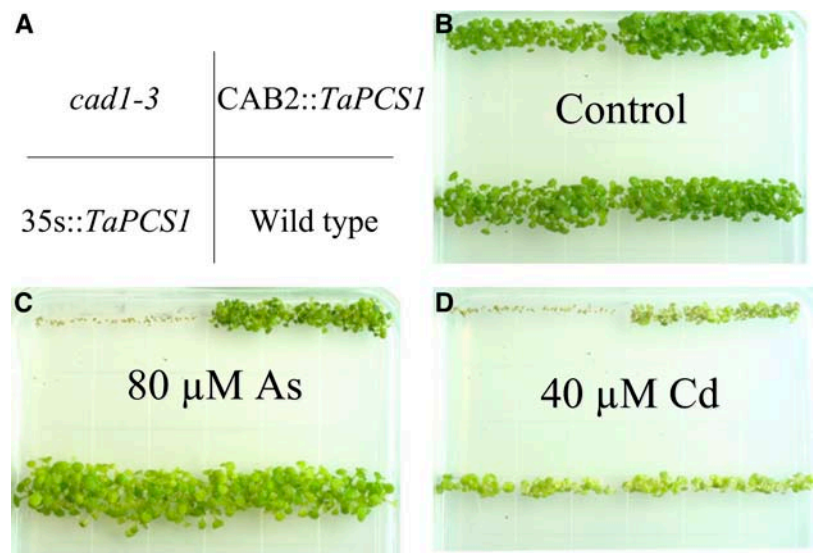 A
cad1-3
CAB2::TaPCS1
35s::TaPCS1
Wild type
B
Control
C
80 µM As
D
40 µM Cd